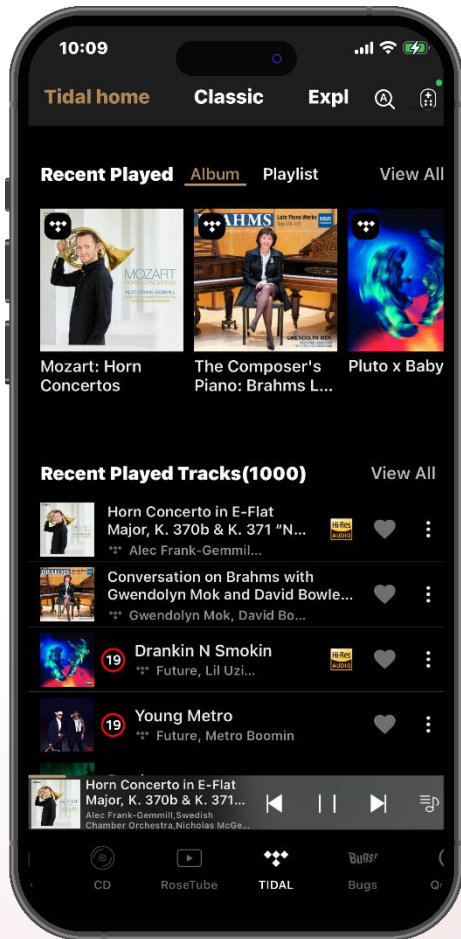 10:09
Tidal home Classic Expl
Recent Played Album Playlist View All
MOZART
HORN CONCERTOS
ALEC FRANK-GEMMILL
BRAHMS Late Piano Works
GWENDOLYN MOK
Mozart: Horn
Concertos
The Composer's
Piano: Brahms L...
Pluto x Baby
Recent Played Tracks(1000) View All
Horn Concerto in E-Flat
Major, K. 370b & K. 371 "N...
Hi-Res
AUDIO
Alec Frank-Gemmil...
Conversation on Brahms with
Gwendolyn Mok and David Bowle...
Gwendolyn Mok, David Bo...
19 Drankin N Smokin
Hi-Res
AUDIO
Future, Lil Uzi...
19 Young Metro
Future, Metro Boomin
Horn Concerto in E-Flat
Major, K. 370b & K. 371...
Alec Frank-Gemmill,Swedish
Chamber Orchestra,Nicholas McGe...
Bugs!
CD RoseTube TIDAL Bugs